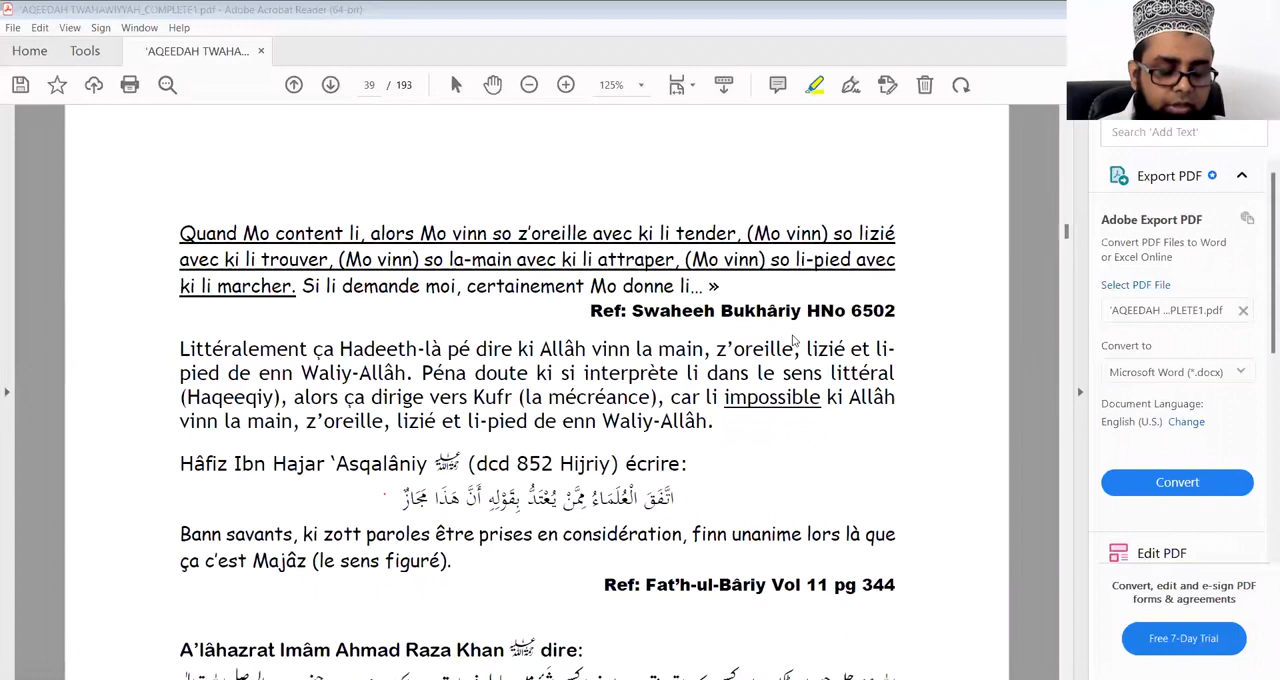 'AQEEDAH TWAHAWIYYAH_COMPLETE1.pdf - Adobe Acrobat Reader (64-bit)
File Edit View Sign Window Help
Home Tools 'AQEEDAH TWAHA... ×
39 / 193 125%
Search 'Add Text'
Export PDF
Adobe Export PDF
Convert PDF Files to Word
or Excel Online
Select PDF File
'AQEEDAH ...PLETE1.pdf
Convert to
Microsoft Word (*.docx)
Document Language:
English (U.S.) Change
Convert
Edit PDF
Convert, edit and e-sign PDF
forms & agreements
Free 7-Day Trial
Quand Mo content li, alors Mo vinn so z'oreille avec ki li tender, (Mo vinn) so lizié
avec ki li trouver, (Mo vinn) so la-main avec ki li attraper, (Mo vinn) so li-pied avec
ki li marcher. Si li demande moi, certainement Mo donne li... »
Ref: Swaheeh Bukhâriy HNo 6502
Littéralement ça Hadeeth-là pé dire ki Allâh vinn la main, z'oreille, lizié et li-
pied de enn Waliy-Allâh. Péna doute ki si interprète li dans le sens littéral
(Haqeeqiy), alors ça dirige vers Kufr (la mécréance), car li impossible ki Allâh
vinn la main, z'oreille, lizié et li-pied de enn Waliy-Allâh.
Hâfiz Ibn Hajar 'Asqalâniy (dcd 852 Hijriy) écrire:
اتَّفَقَ الْعُلَمَاءُ مِمَّنْ يُعْتَدُّ بِقَوْلِهِ أَنَّ هَذَا مَجَازٌ
Bann savants, ki zott paroles être prises en considération, finn unanime lors là que
ça c'est Majâz (le sens figuré).
Ref: Fat'h-ul-Bâriy Vol 11 pg 344
A'lâhazrat Imâm Ahmad Raza Khan dire: